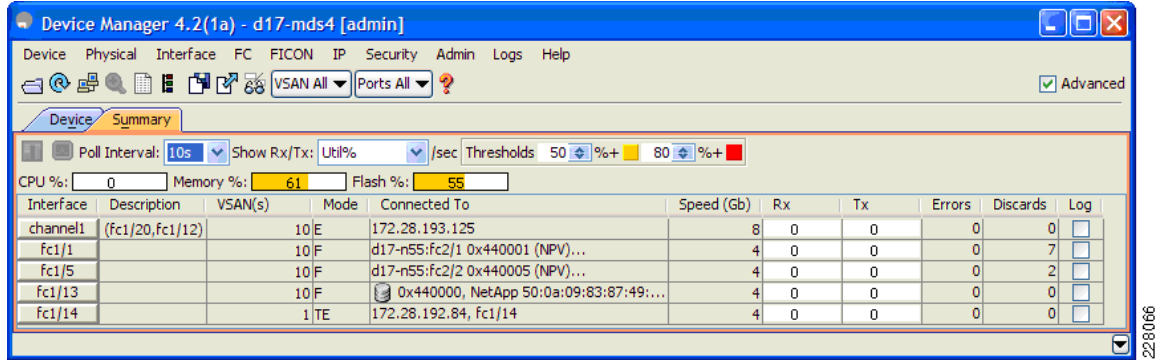 Device Manager 4.2(1a) - d17-mds4 [admin]
Device Physical Interface FC FICON IP Security Admin Logs Help
VSAN All Ports All Advanced
Device Summary
Poll Interval: 10s Show Rx/Tx: Util% /sec Thresholds 50 %+ 80 %+
CPU %: 0 Memory %: 61 Flash %: 55
Interface Description VSAN(s) Mode Connected To Speed (Gb) Rx Tx Errors Discards Log
channel1 (fc1/20,fc1/12) 10 E 172.28.193.125 8 0 0 0 0
fc1/1 10 F d17-n55:fc2/1 0x440001 (NPV)... 4 0 0 0 7
fc1/5 10 F d17-n55:fc2/2 0x440005 (NPV)... 4 0 0 0 2
fc1/13 10 F 0x440000, NetApp 50:0a:09:83:87:49:... 4 0 0 0 0
fc1/14 1 TE 172.28.192.84, fc1/14 4 0 0 0 0
228066